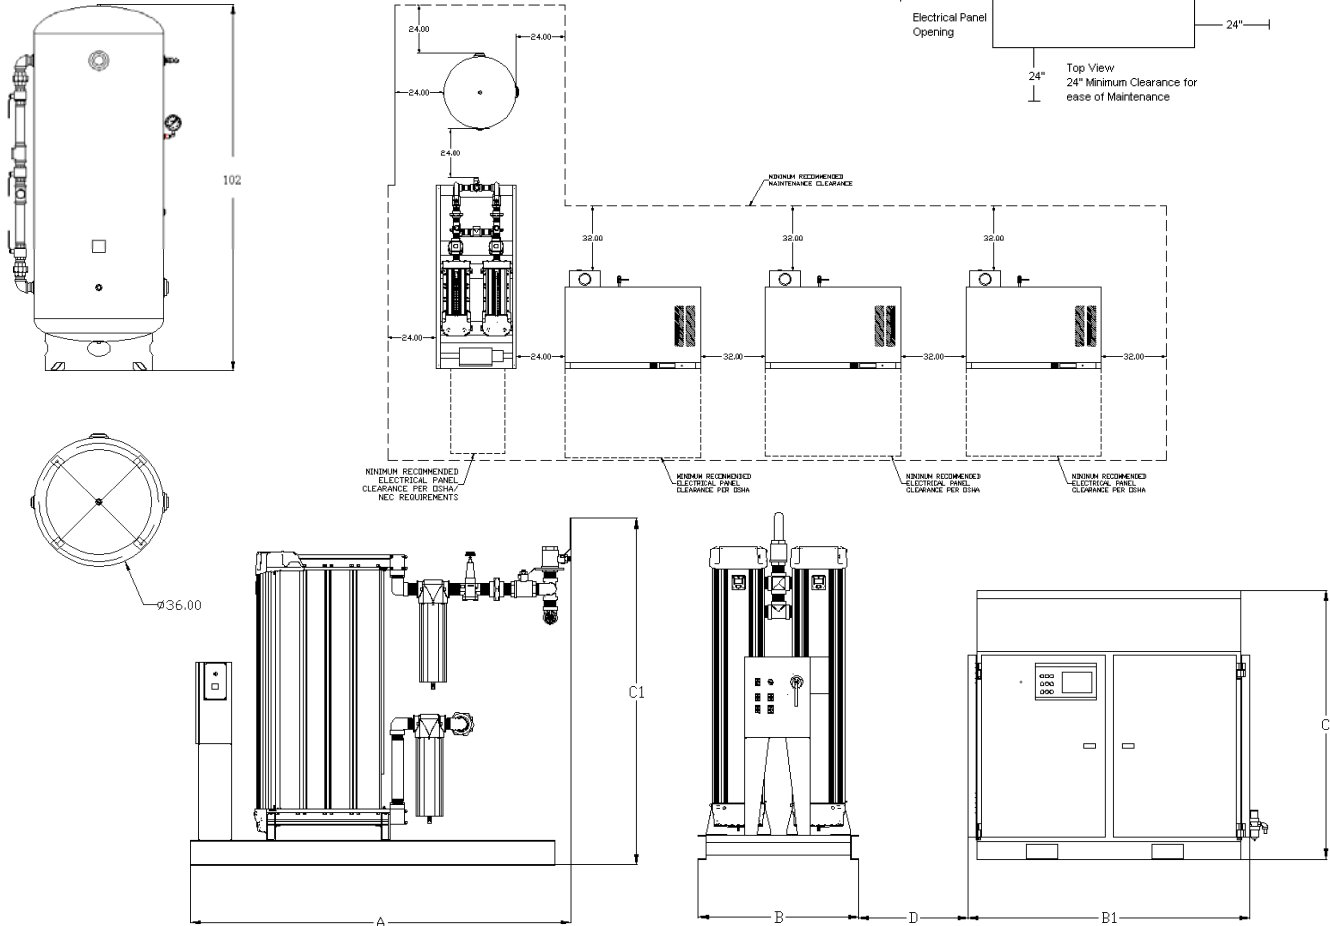 Electrical Panel
Opening
24"
24"
Top View
24" Minimum Clearance for
ease of Maintenance
102
24.00
24.00
24.00
24.00
MINIMUM RECOMMENDED
MAINTENANCE CLEARANCE
32.00
32.00
32.00
24.00
24.00
32.00
32.00
32.00
MINIMUM RECOMMENDED
ELECTRICAL PANEL
CLEARANCE PER OSHA/
NEC REQUIREMENTS
MINIMUM RECOMMENDED
ELECTRICAL PANEL
CLEARANCE PER OSHA
MINIMUM RECOMMENDED
ELECTRICAL PANEL
CLEARANCE PER OSHA
MINIMUM RECOMMENDED
ELECTRICAL PANEL
CLEARANCE PER OSHA
⌀36.00
C1
C
A
B
D
B1